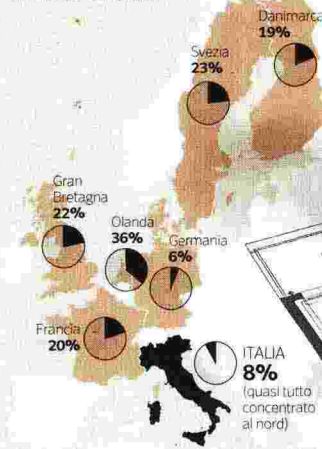 Danimarca
19%
Svezia
23%
Gran
Bretagna
22%
Olanda
36%
Germania
6%
Francia
20%
ITALIA
8%
(quasi tutto
concentrato
al nord)